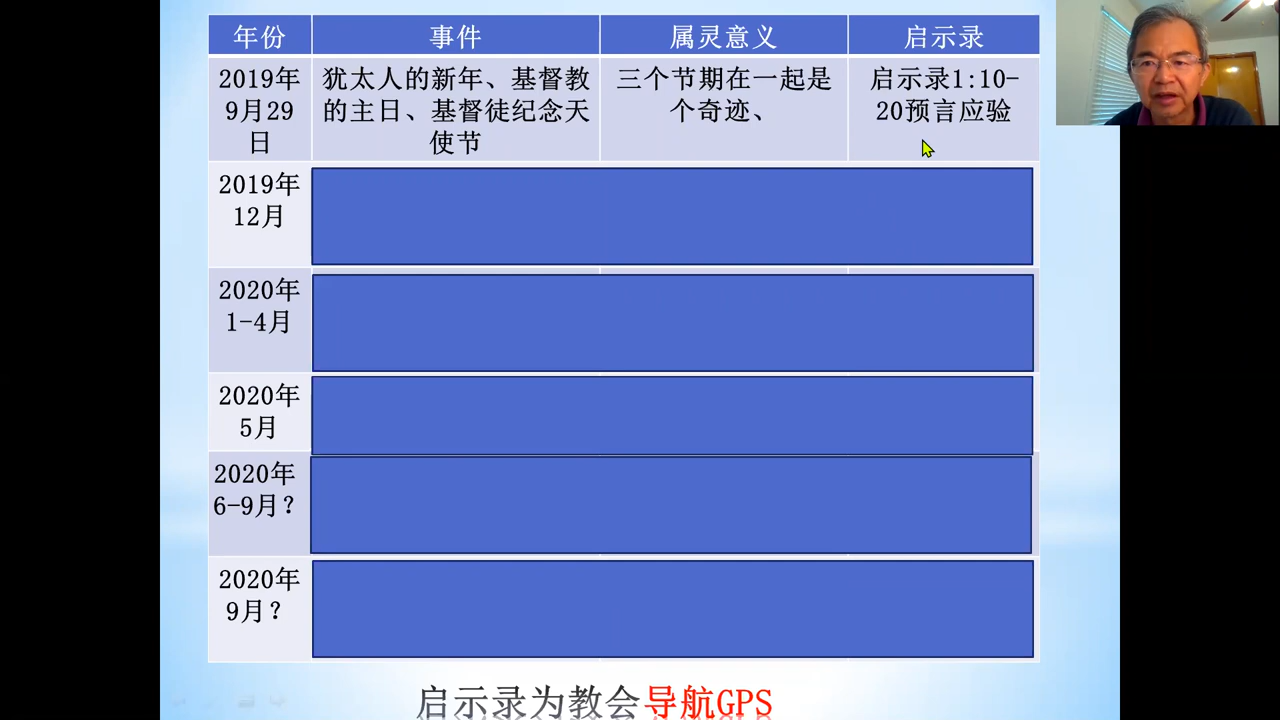 年份 事件 属灵意义 启示录
2019年 犹太人的新年、基督教 三个节期在一起是 启示录1:10-
9月29 的主日、基督徒纪念天 个奇迹、 20预言应验
日 使节
2019年
12月
2020年
1-4月
2020年
5月
2020年
6-9月？
2020年
9月？
启示录为教会导航GPS